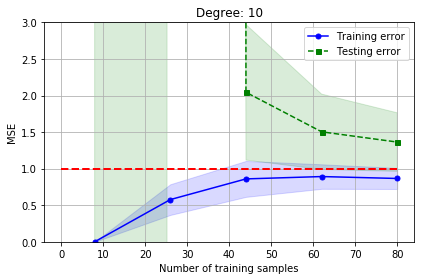 Degree: 10
Training error
Testing error
MSE
3.0
2.5
2.0
1.5
1.0
0.5
0.0
0 10 20 30 40 50 60 70 80
Number of training samples